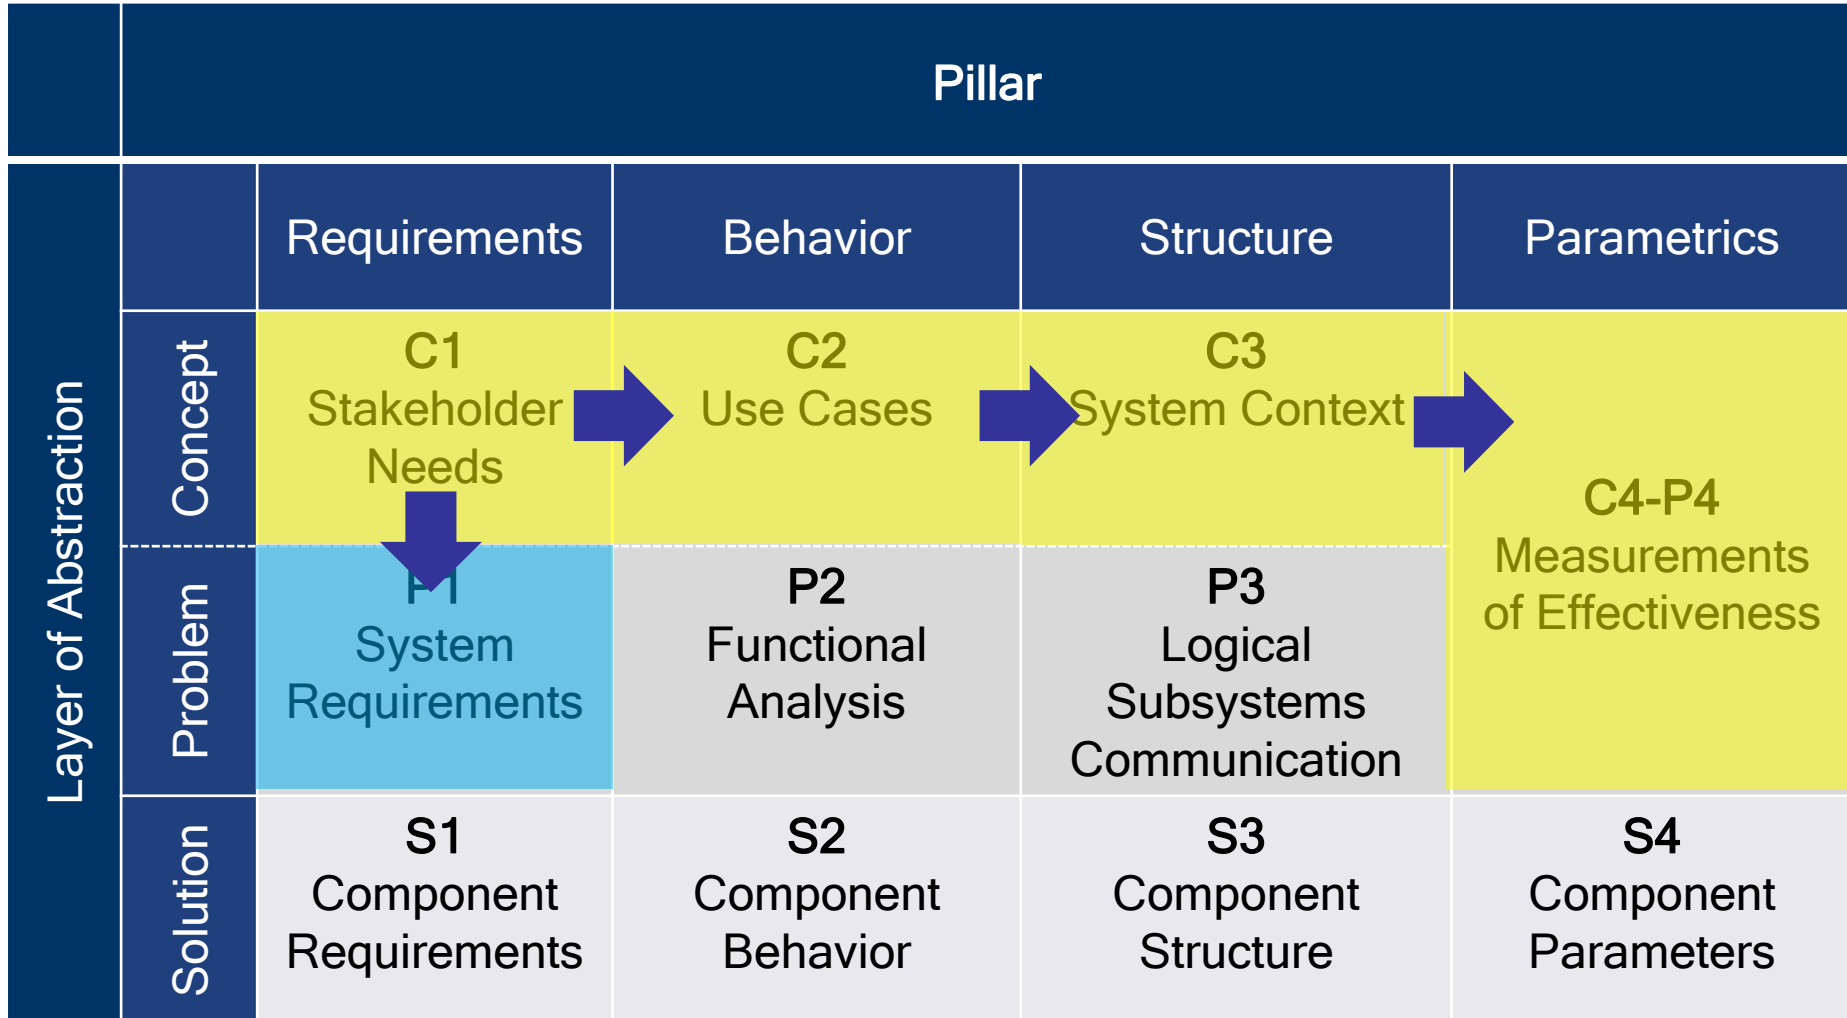 Pillar
Layer of Abstraction
Requirements
Behavior
Structure
Parametrics
Concept
C1
Stakeholder
Needs
C2
Use Cases
C3
System Context
C4-P4
Measurements
of Effectiveness
Problem
P1
System
Requirements
P2
Functional
Analysis
P3
Logical
Subsystems
Communication
Solution
S1
Component
Requirements
S2
Component
Behavior
S3
Component
Structure
S4
Component
Parameters